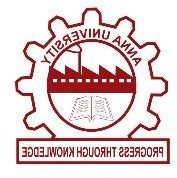 ANNA UNIVERSITY
PROGRESS THROUGH KNOWLEDGE